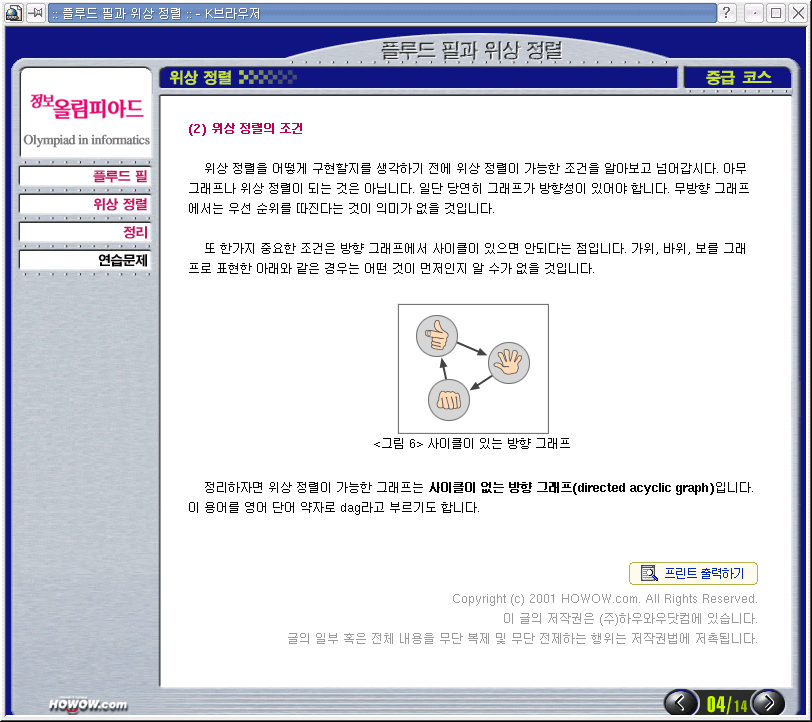 :: 플루드 필과 위상 정렬 :: - K브라우저
플루드 필과 위상 정렬
위상 정렬
중급 코스
정보올림피아드
Olympiad in informatics
플루드 필
위상 정렬
정리
연습문제
(2) 위상 정렬의 조건
위상 정렬을 어떻게 구현할지를 생각하기 전에 위상 정렬이 가능한 조건을 알아보고 넘어갑시다. 아무
그래프나 위상 정렬이 되는 것은 아닙니다. 일단 당연히 그래프가 방향성이 있어야 합니다. 무방향 그래프
에서는 우선 순위를 따진다는 것이 의미가 없을 것입니다.
또 한가지 중요한 조건은 방향 그래프에서 사이클이 있으면 안되다는 점입니다. 가위, 바위, 보를 그래
프로 표현한 아래와 같은 경우는 어떤 것이 먼저인지 알 수가 없을 것입니다.
<그림 6> 사이클이 있는 방향 그래프
정리하자면 위상 정렬이 가능한 그래프는 사이클이 없는 방향 그래프(directed acyclic graph)입니다.
이 용어를 영어 단어 약자로 dag라고 부르기도 합니다.
프린트 출력하기
Copyright (c) 2001 HOWOW.com. All Rights Reserved.
이 글의 저작권은 (주)하우와우닷컴에 있습니다.
글의 일부 혹은 전체 내용을 무단 복제 및 무단 전제하는 행위는 저작권법에 저촉됩니다.
HOWOW.com
04/14